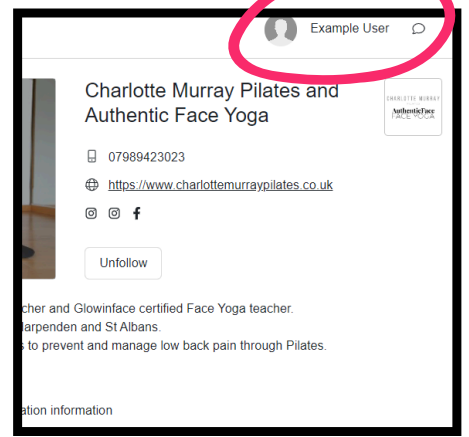 Example User
Charlotte Murray Pilates and
Authentic Face Yoga
CHARLOTTE MURRAY
AuthenticFace
FACE YOGA
07989423023
https://www.charlottemurraypilates.co.uk
Unfollow
cher and Glowinface certified Face Yoga teacher.
Harpenden and St Albans.
s to prevent and manage low back pain through Pilates.
ation information